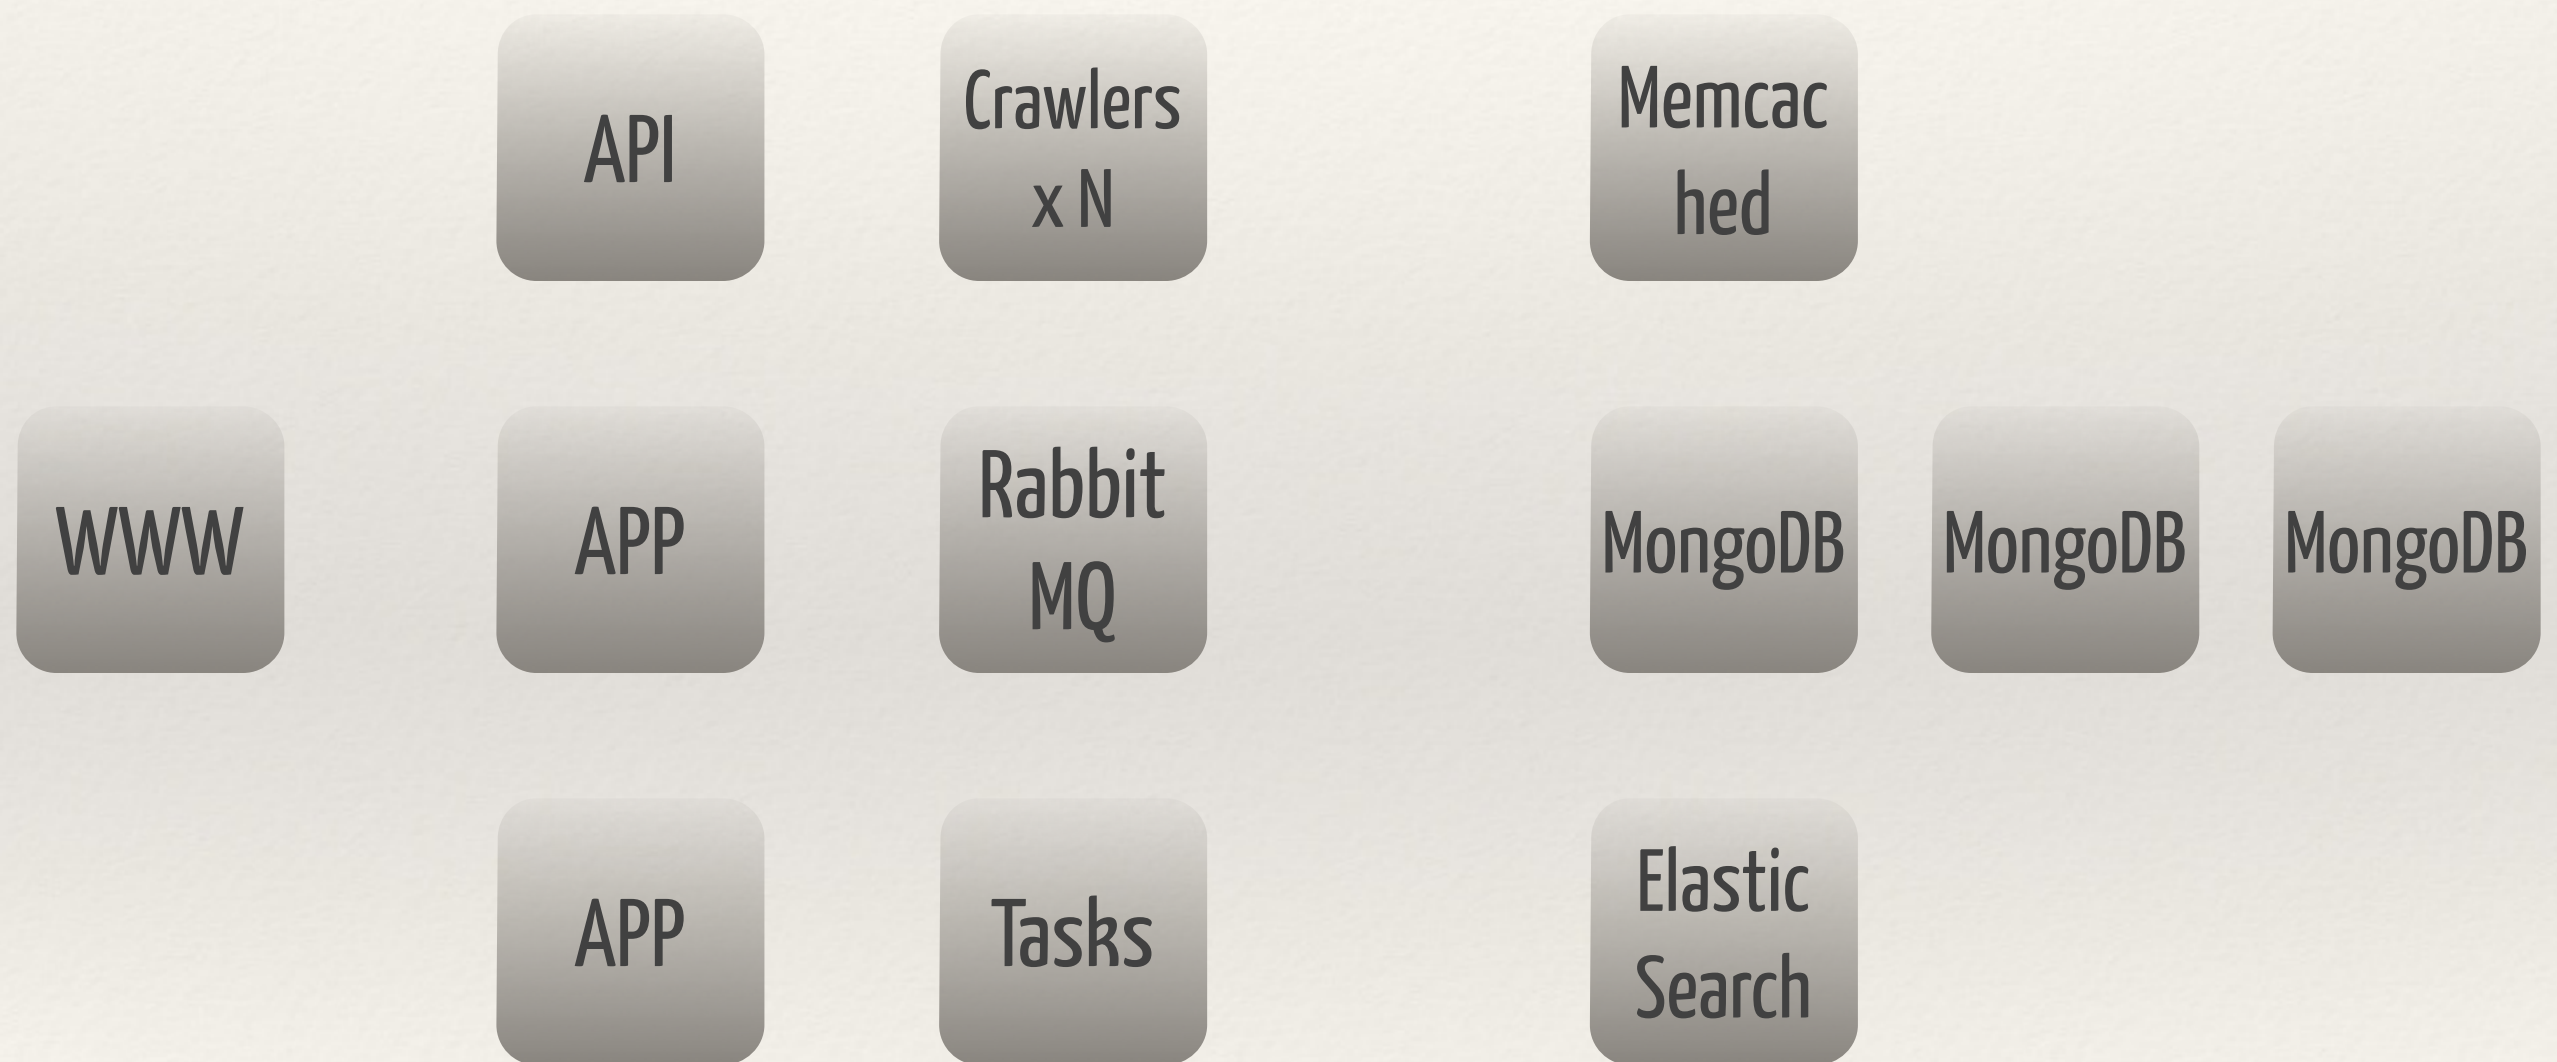 API
Crawlers
x N
Memcac
hed
WWW
APP
Rabbit
MQ
MongoDB
MongoDB
MongoDB
APP
Tasks
Elastic
Search